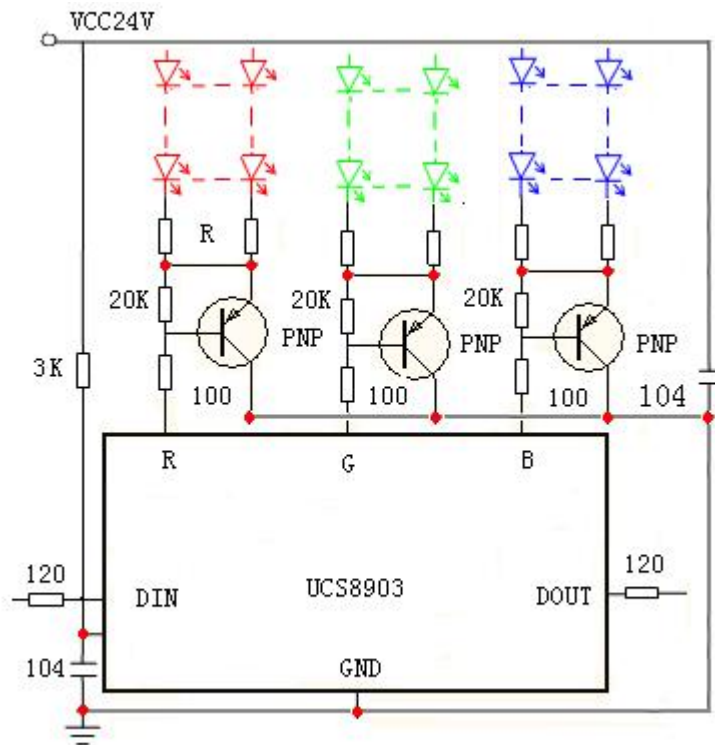 VCC24V
R
20K
20K
20K
PNP
PNP
PNP
3K
100
100
100
104
R
G
B
120
120
DIN
UCS8903
DOUT
104
GND